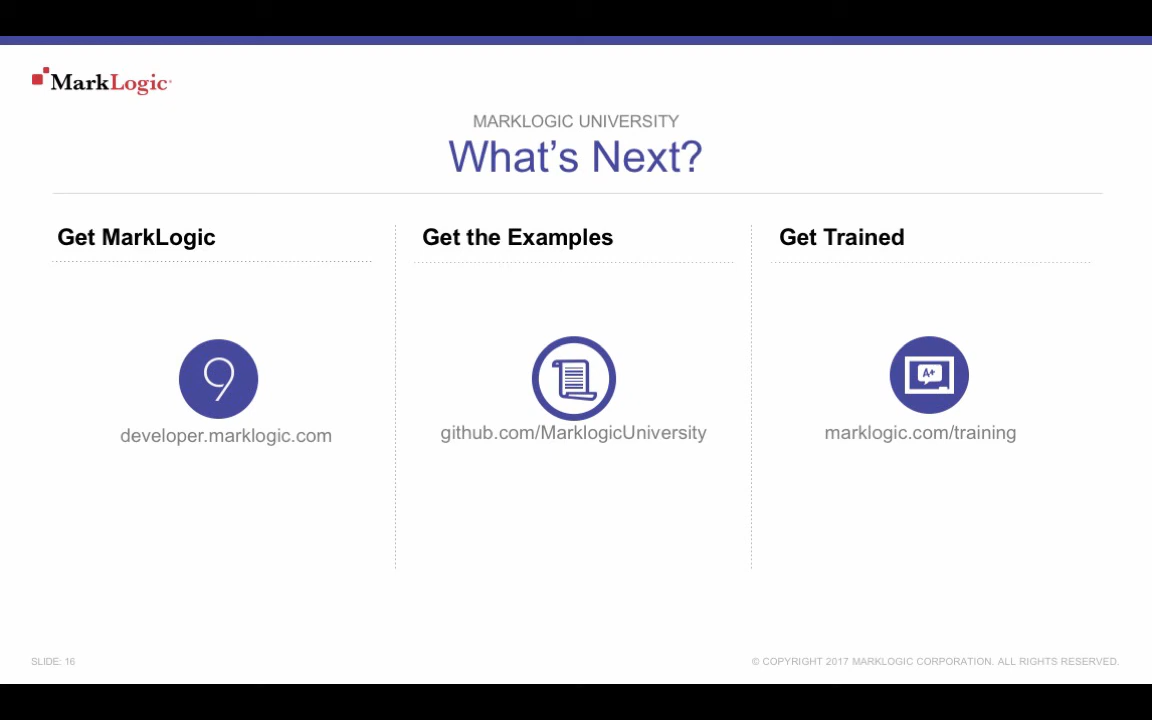 MarkLogic
MARKLOGIC UNIVERSITY
What's Next?
Get MarkLogic
9
developer.marklogic.com
Get the Examples
github.com/MarklogicUniversity
Get Trained
A+
marklogic.com/training
SLIDE: 16
© COPYRIGHT 2017 MARKLOGIC CORPORATION. ALL RIGHTS RESERVED.